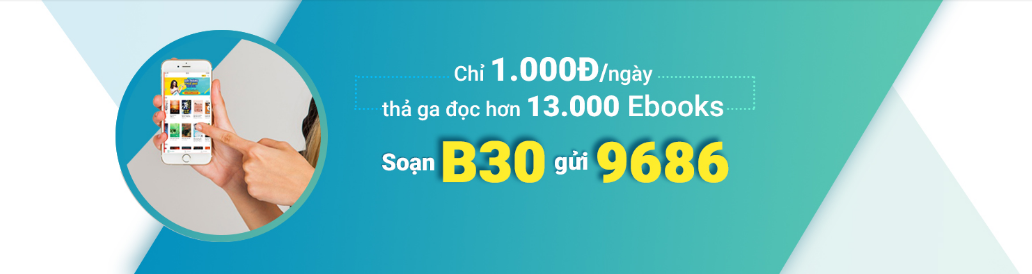 Chỉ 1.000Đ/ngày
thả ga đọc hơn 13.000 Ebooks
Soạn B30 gửi 9686